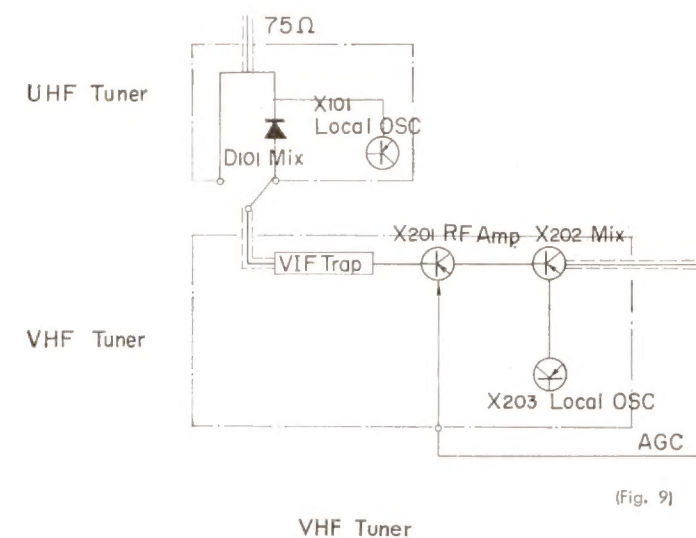 75Ω
UHF Tuner
X101
Local OSC
D101 Mix
X201 RF Amp X202 Mix
VIF Trap
VHF Tuner
X203 Local OSC
AGC
(Fig. 9)
VHF Tuner